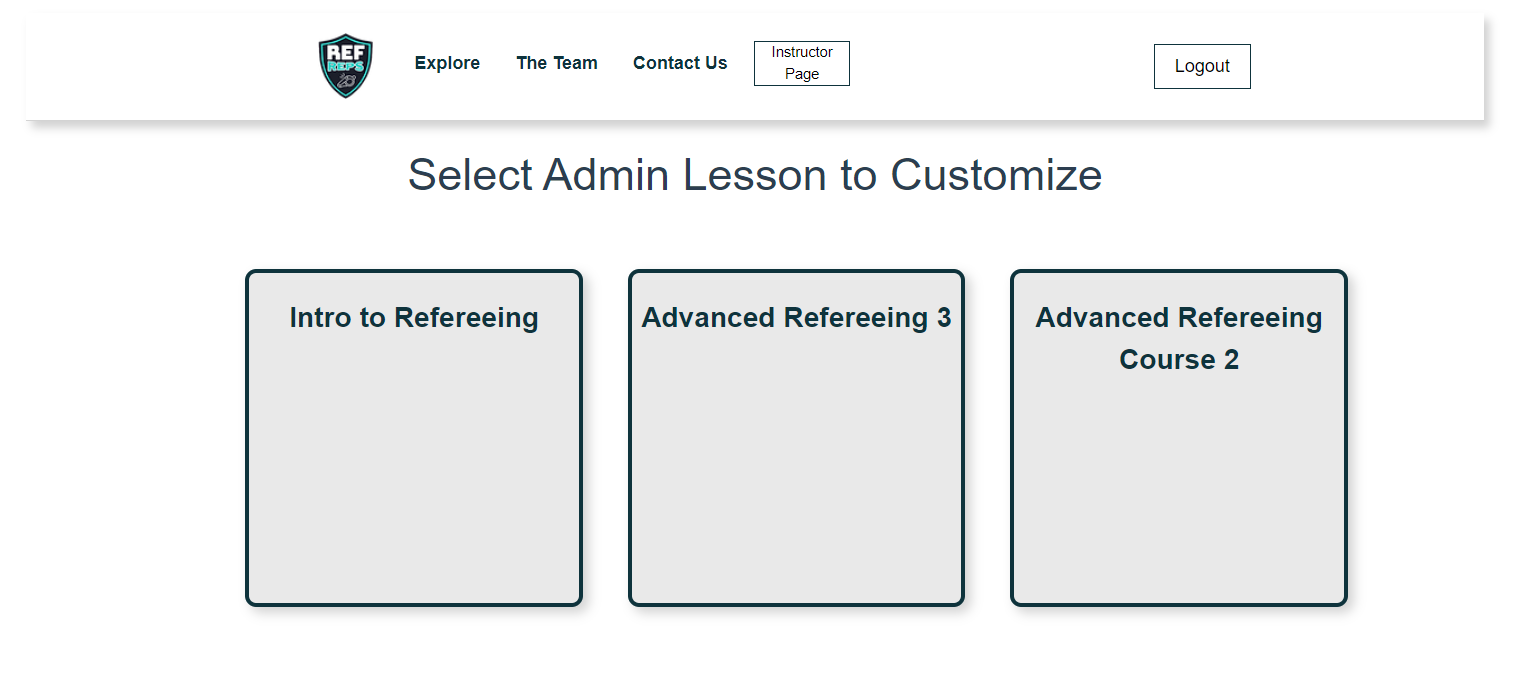 REF
REPS
Explore
The Team
Contact Us
Instructor
Page
Logout
Select Admin Lesson to Customize
Intro to Refereeing
Advanced Refereeing 3
Advanced Refereeing
Course 2